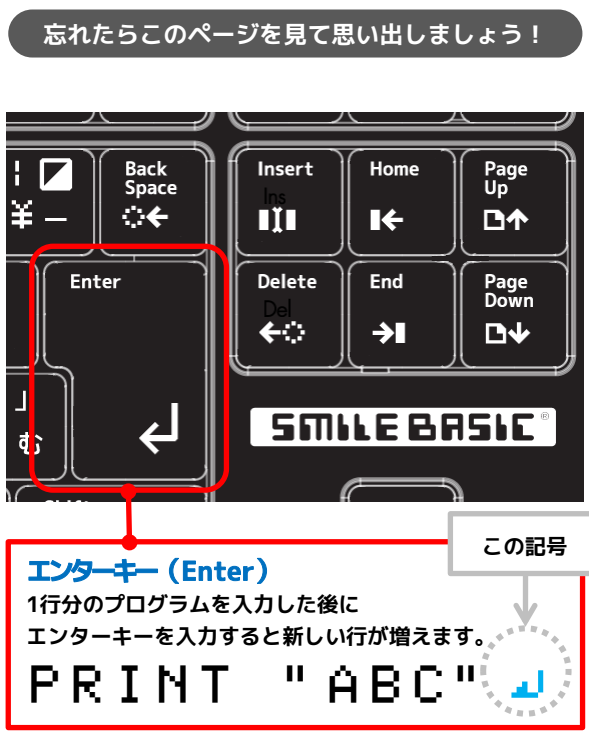 忘れたらこのページを見て思い出しましょう！
¥ー
Back
Space
Insert
Ins
Home
Page
Up
Enter
Delete
Del
End
Page
Down
」
む
SMILEBASIC®
この記号
エンターキー（Enter）
1行分のプログラムを入力した後に
エンターキーを入力すると新しい行が増えます。
PRINT "ABC"